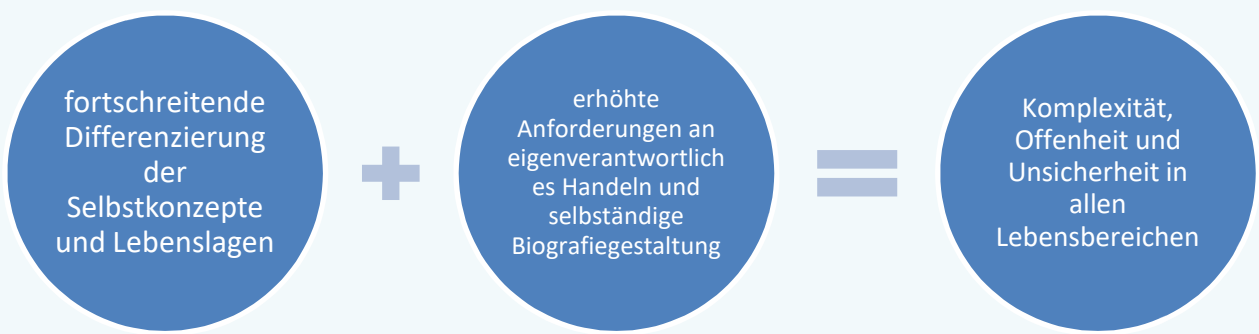 fortschreitende
Differenzierung
der
Selbstkonzepte
und Lebenslagen
erhöhte
Anforderungen an
eigenverantwortlich
es Handeln und
selbständige
Biografiegestaltung
Komplexität,
Offenheit und
Unsicherheit in
allen
Lebensbereichen